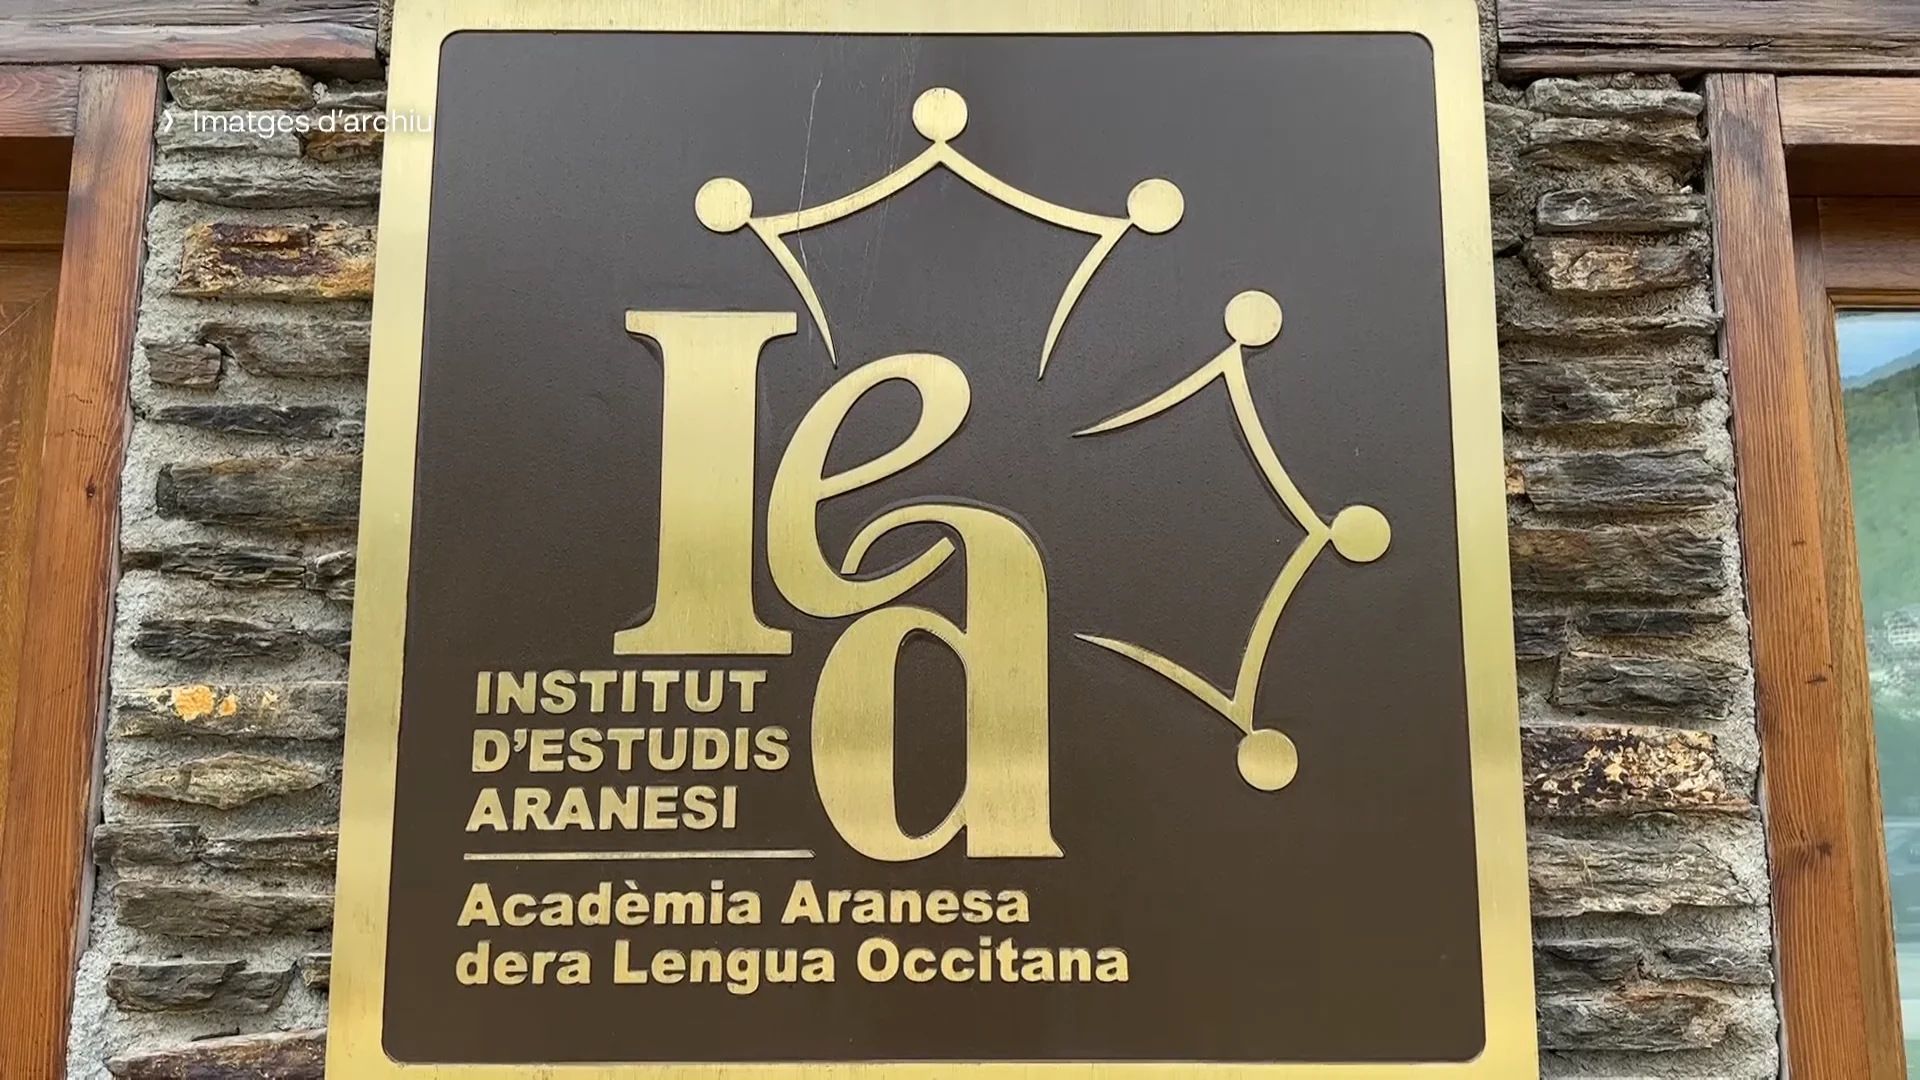 Imatges d'archiu
Iea
INSTITUT
D'ESTUDIS
ARANESI
Acadèmia Aranesa
dera Lengua Occitana